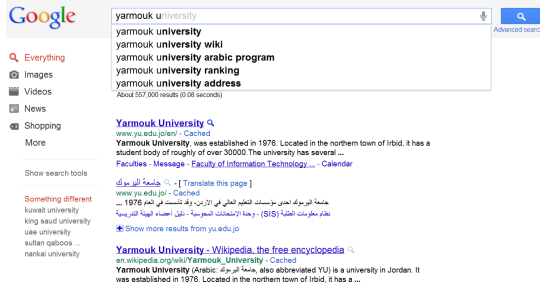 Google
yarmouk university
Advanced searc
yarmouk university
yarmouk university wiki
yarmouk university arabic program
yarmouk university ranking
yarmouk university address
About 557,000 results (0.08 seconds)
Everything
Images
Videos
News
Shopping
More
Show search tools
Something different
kuwait university
king saud university
uae university
sultan qaboos ...
nankai university
Yarmouk University
www.yu.edu.jo/en/ - Cached
Yarmouk University, was established in 1976. Located in the northern town of Irbid, it has a
student body of roughly of over 30000.The university has several ...
Faculties - Message - Faculty of Information Technology ... - Calendar
جامعة اليرموك - [ Translate this page ]
www.yu.edu.jo/ - Cached
جامعة اليرموك احدى مؤسسات التعليم العالي في الاردن، وقد تأسست في العام 1976 ...
نظام معلومات الطلبة (SIS) - وحدة الامتحانات المحوسبة - دليل أعضاء الهيئة التدريسية
Show more results from yu.edu.jo
Yarmouk University - Wikipedia, the free encyclopedia
en.wikipedia.org/wiki/Yarmouk_University - Cached
Yarmouk University (Arabic: جامعة اليرموك, also abbreviated YU) is a university in Jordan. It
was established in 1976. Located in the northern town of Irbid, it has a ...